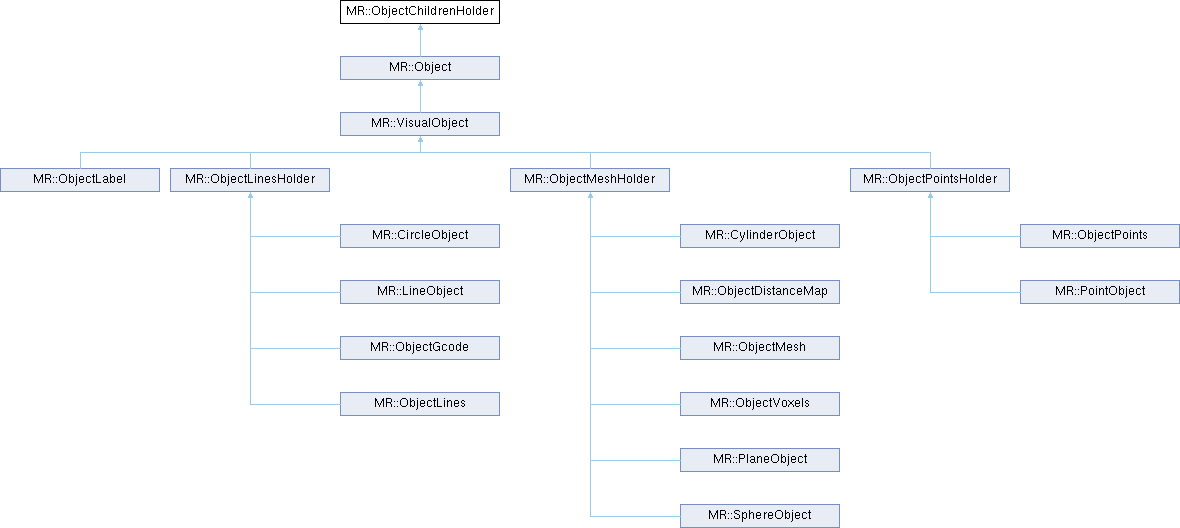 MR::ObjectChildrenHolder
MR::Object
MR::VisualObject
MR::ObjectLabel
MR::ObjectLinesHolder
MR::ObjectMeshHolder
MR::ObjectPointsHolder
MR::CircleObject
MR::CylinderObject
MR::ObjectPoints
MR::LineObject
MR::ObjectDistanceMap
MR::PointObject
MR::ObjectGcode
MR::ObjectMesh
MR::ObjectLines
MR::ObjectVoxels
MR::PlaneObject
MR::SphereObject